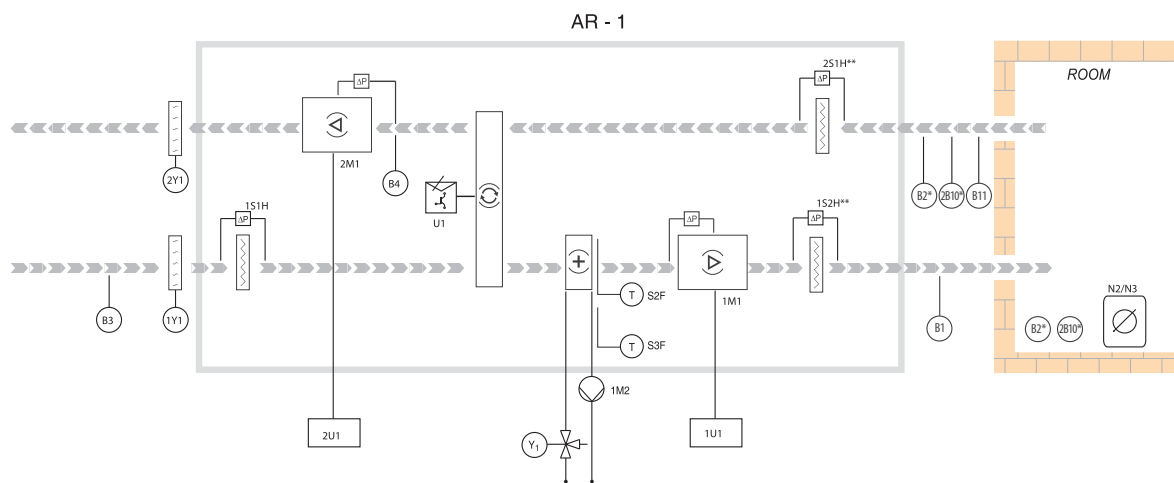 AR - 1
2S1H**
ΔP
ΔP
ROOM
2M1
2Y1
B4
B2*
2B10*
B11
1S1H
U1
1S2H**
ΔP
ΔP
ΔP
T
S2F
1M1
N2/N3
B3
1Y1
B1
B2*
2B10*
T
S3F
1M2
2U1
Y1
1U1